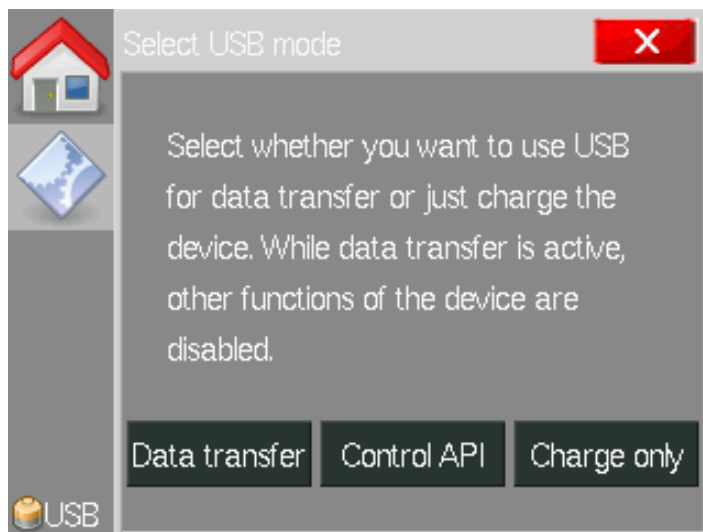 Select USB mode
X
Select whether you want to use USB
for data transfer or just charge the
device. While data transfer is active,
other functions of the device are
disabled.
Data transfer
Control API
Charge only
USB